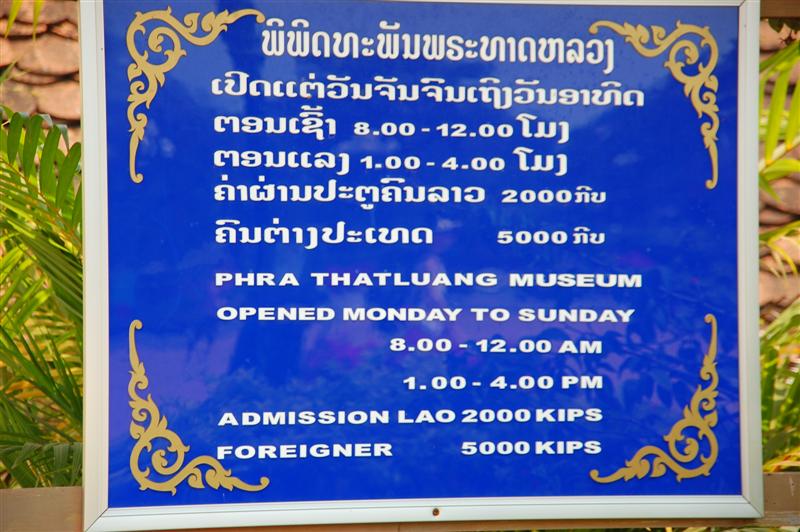 ພິພິດທະພັນພຣະທາດຫລວງ
ເປີດແຕ່ວັນຈັນຈົນເຖິງວັນອາທິດ
ຕອນເຊົ້າ 8.00 - 12.00 ໂມງ
ຕອນແລງ 1.00 - 4.00 ໂມງ
ຄ່າຜ່ານປະຕູຄົນລາວ 2000 ກີບ
ຄົນຕ່າງປະເທດ 5000 ກີບ
PHRA THATLUANG MUSEUM
OPENED MONDAY TO SUNDAY
8.00 - 12.00 AM
1.00 - 4.00 PM
ADMISSION LAO 2000 KIPS
FOREIGNER 5000 KIPS